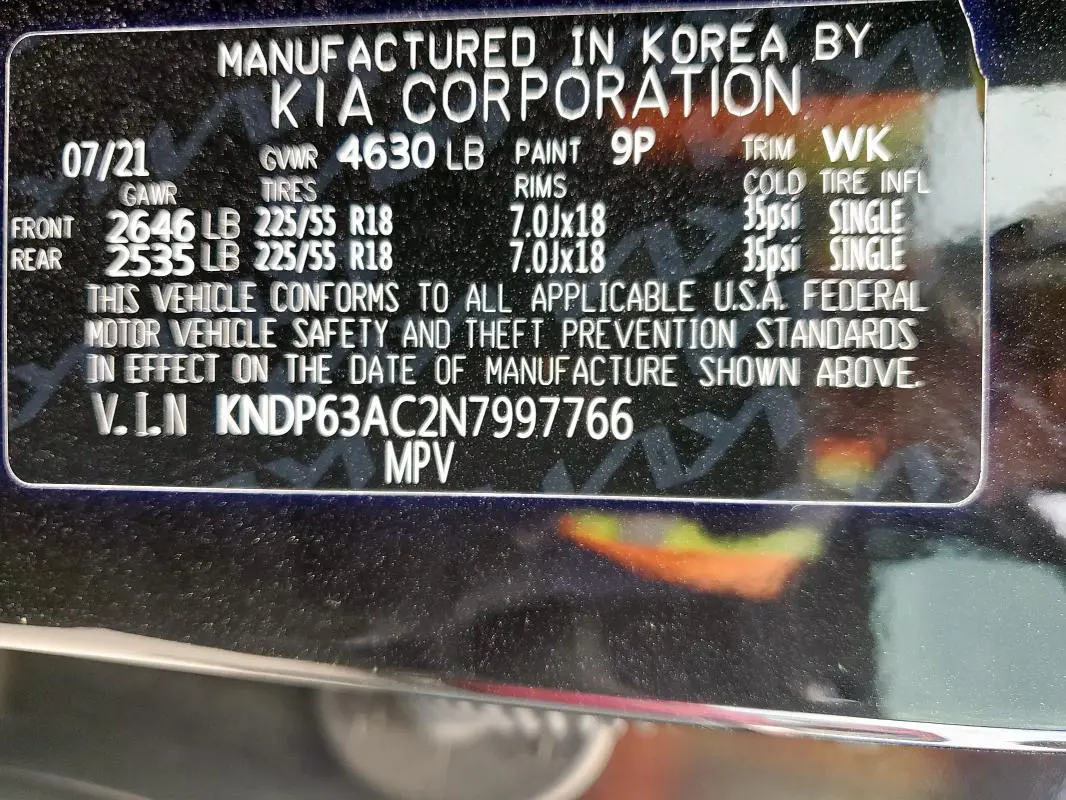 MANUFACTURED IN KOREA BY
KIA CORPORATION
07/21 GVWR 4630 LB PAINT 9P TRIM WK
GAWR TIRES RIMS COLD TIRE INFL
FRONT 2646 LB 225/55 R18 7.0Jx18 35psi SINGLE
REAR 2535 LB 225/55 R18 7.0Jx18 35psi SINGLE
THIS VEHICLE CONFORMS TO ALL APPLICABLE U.S.A. FEDERAL
MOTOR VEHICLE SAFETY AND THEFT PREVENTION STANDARDS
IN EFFECT ON THE DATE OF MANUFACTURE SHOWN ABOVE.
V.I.N KNDP63AC2N7997766
MPV